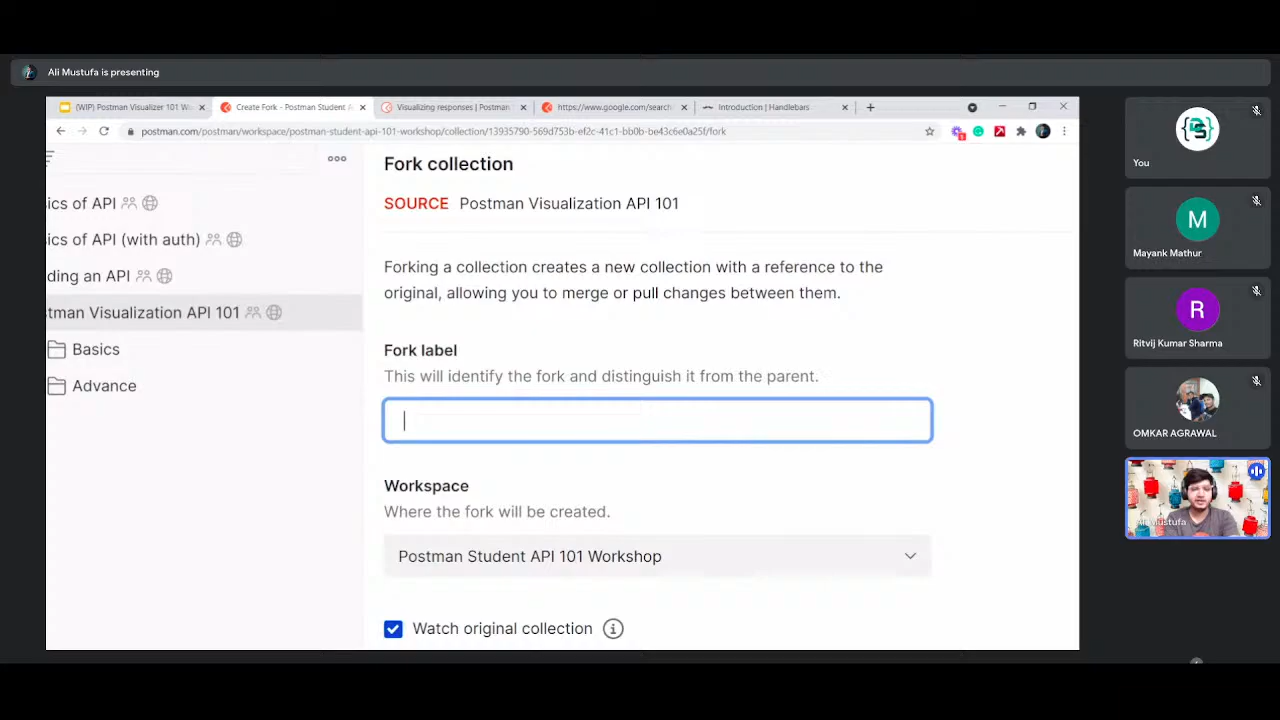 Ali Mustufa is presenting
(WIP) Postman Visualizer 101 Wo
Create Fork - Postman Student A
Visualizing responses | Postman
https://www.google.com/search
Introduction | Handlebars
postman.com/postman/workspace/postman-student-api-101-workshop/collection/13935790-569d753b-ef2c-41c1-bb0b-be43c6e0a25f/fork
sics of API
sics of API (with auth)
ding an API
stman Visualization API 101
Basics
Advance
Fork collection
SOURCE Postman Visualization API 101
Forking a collection creates a new collection with a reference to the
original, allowing you to merge or pull changes between them.
Fork label
This will identify the fork and distinguish it from the parent.
Workspace
Where the fork will be created.
Postman Student API 101 Workshop
Watch original collection
You
M
Mayank Mathur
R
Ritvij Kumar Sharma
OMKAR AGRAWAL
Ali Mustufa